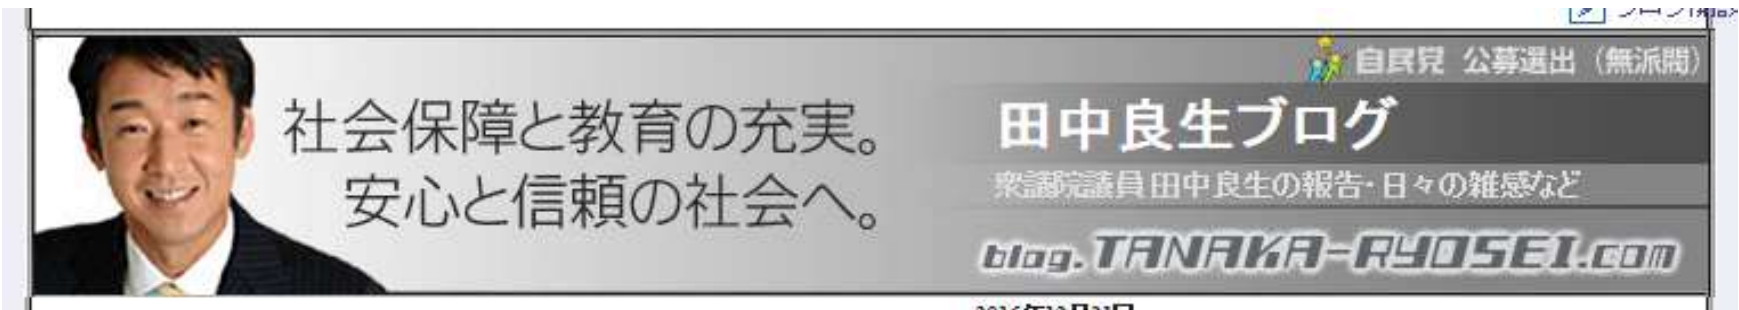 自民党 公募選出（無派閥）
社会保障と教育の充実。
安心と信頼の社会へ。
田中良生ブログ
衆議院議員 田中良生の報告・日々の雑感など
blog.TANAKA-RYOSEI.com